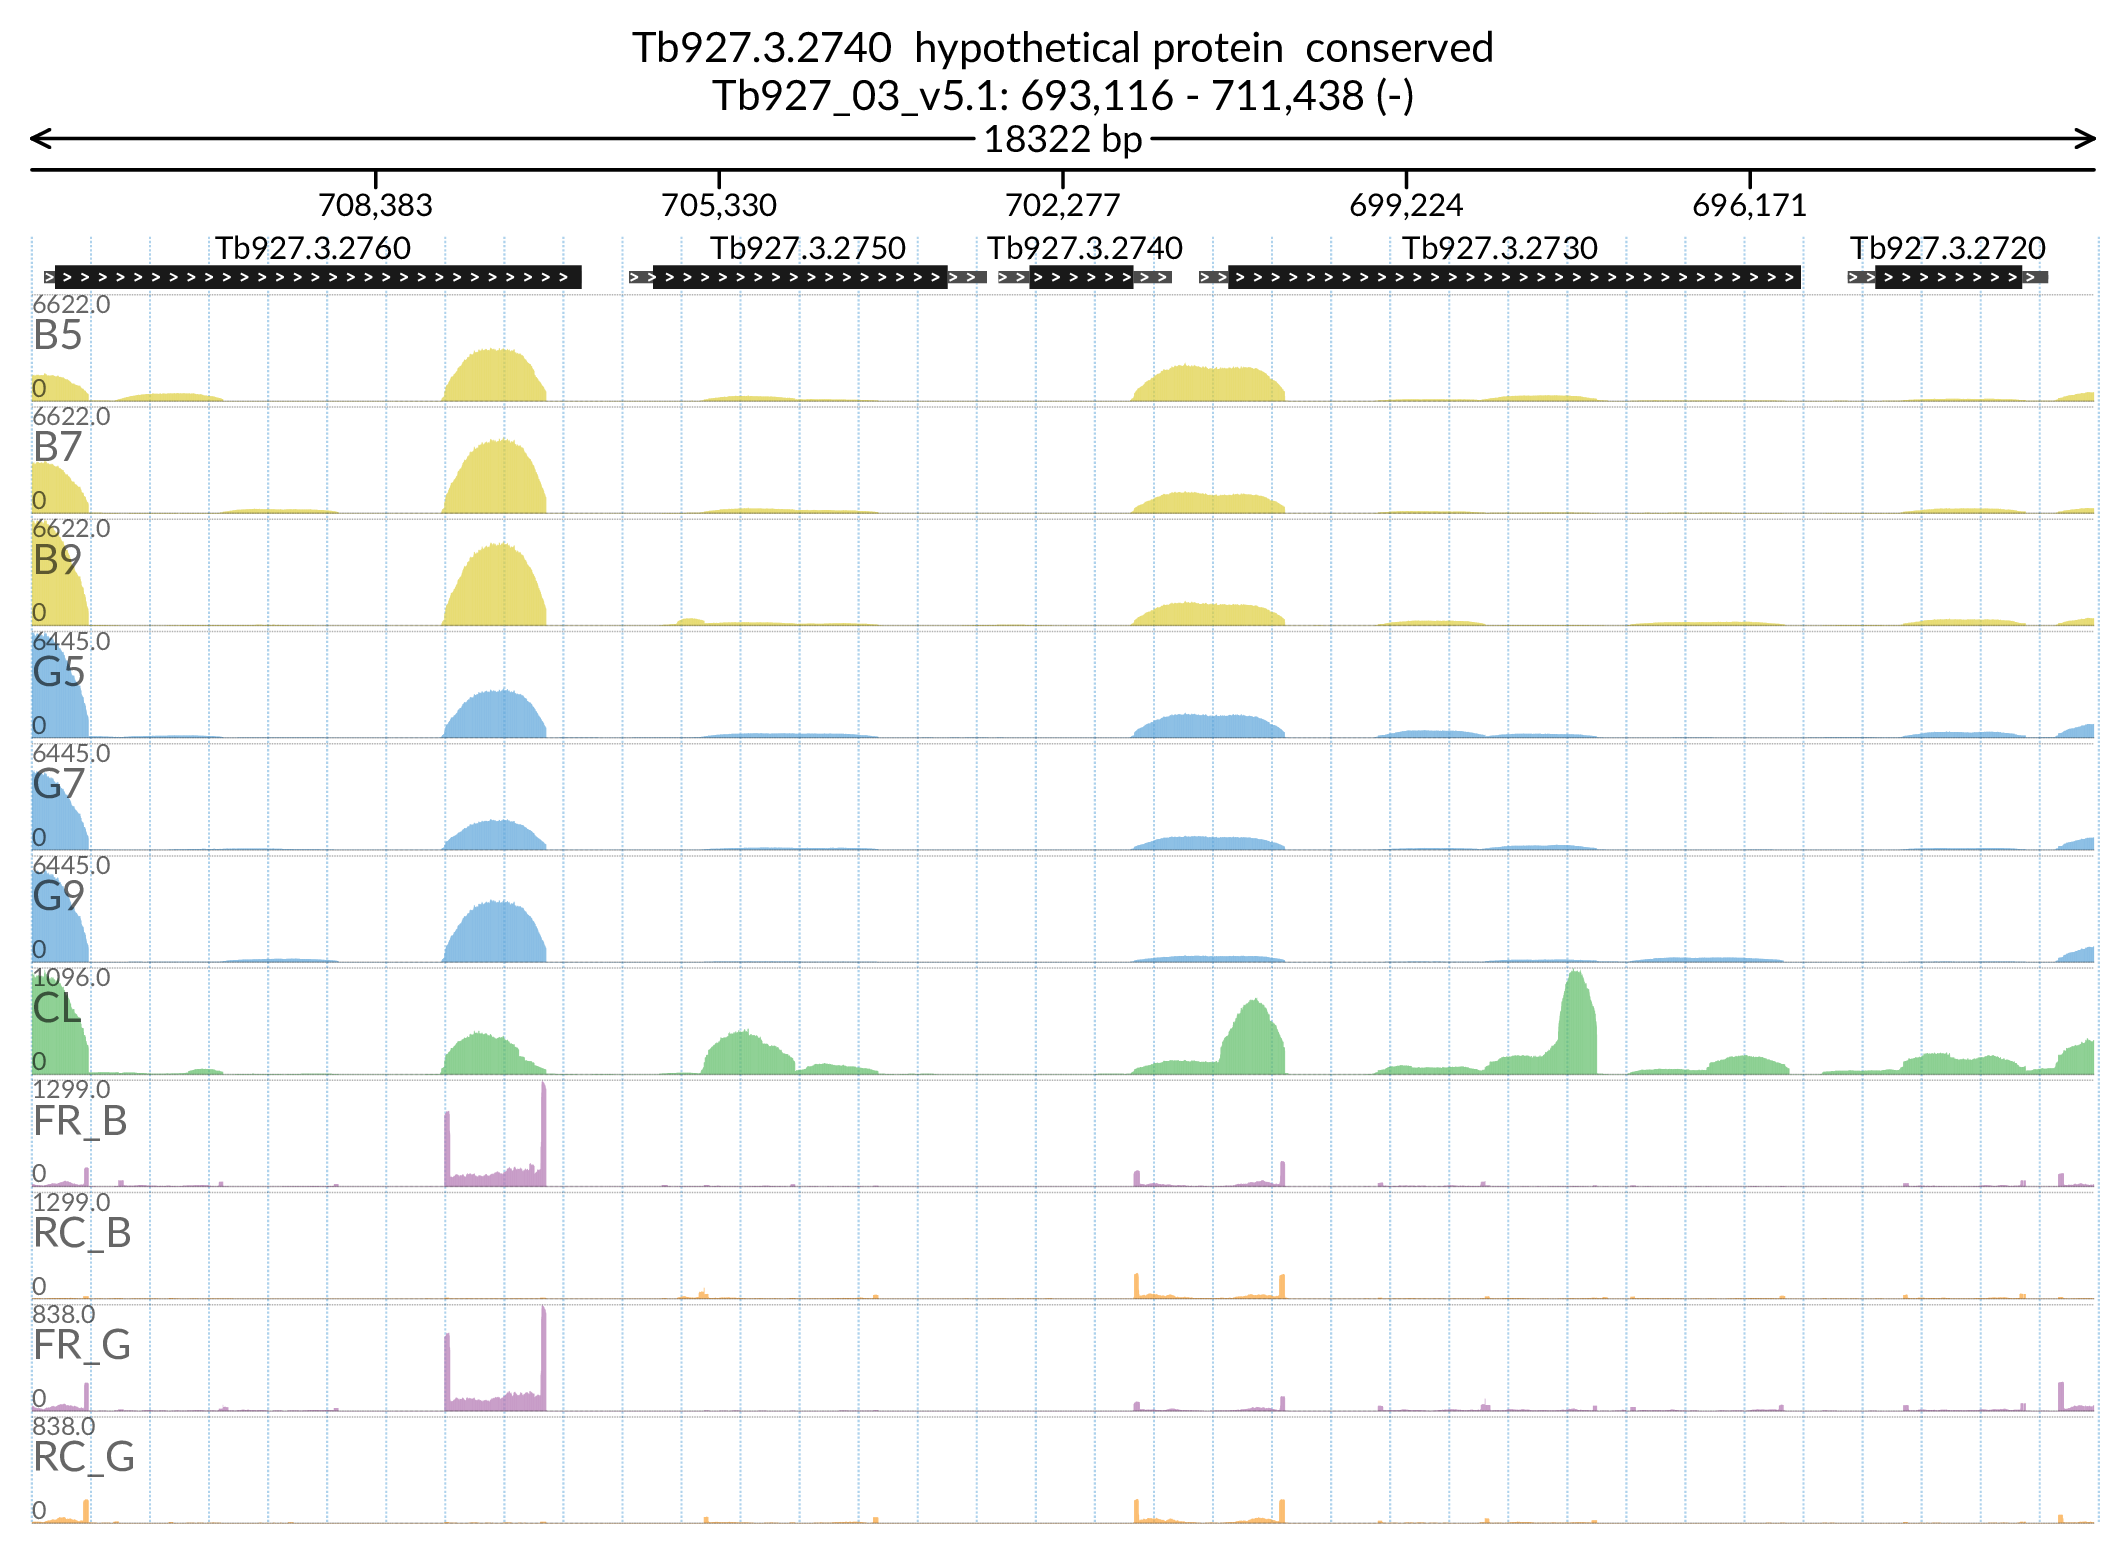 Tb927.3.2740  hypothetical protein  conserved
Tb927_03_v5.1: 693,116 - 711,438 (-)
18322 bp
708,383 705,330 702,277 699,224 696,171
Tb927.3.2760 Tb927.3.2750 Tb927.3.2740 Tb927.3.2730 Tb927.3.2720
6622.0
B5
0
6622.0
B7
0
6622.0
B9
0
6445.0
G5
0
6445.0
G7
0
6445.0
G9
0
1096.0
CL
0
1299.0
FR_B
0
1299.0
RC_B
0
838.0
FR_G
0
838.0
RC_G
0